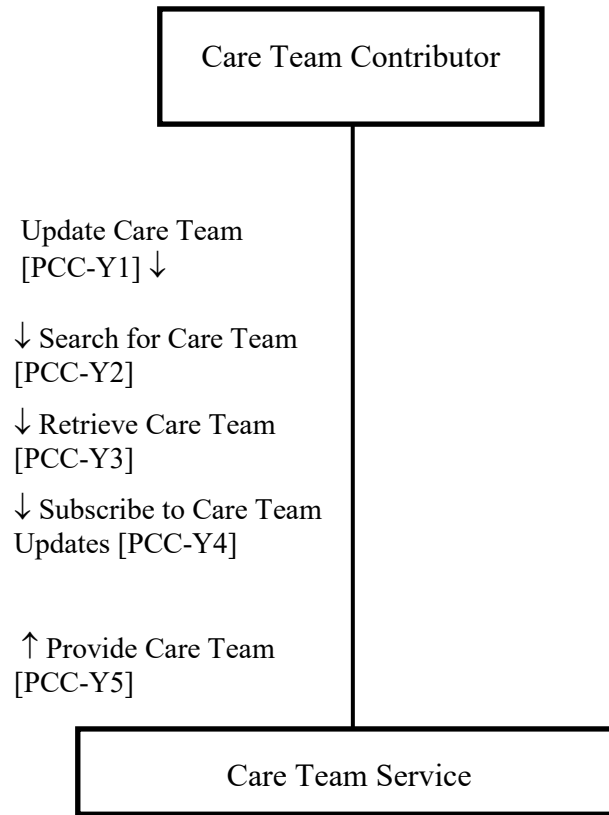 Care Team Contributor
Update Care Team
[PCC-Y1] ↓
↓ Search for Care Team
[PCC-Y2]
↓ Retrieve Care Team
[PCC-Y3]
↓ Subscribe to Care Team
Updates [PCC-Y4]
↑ Provide Care Team
[PCC-Y5]
Care Team Service